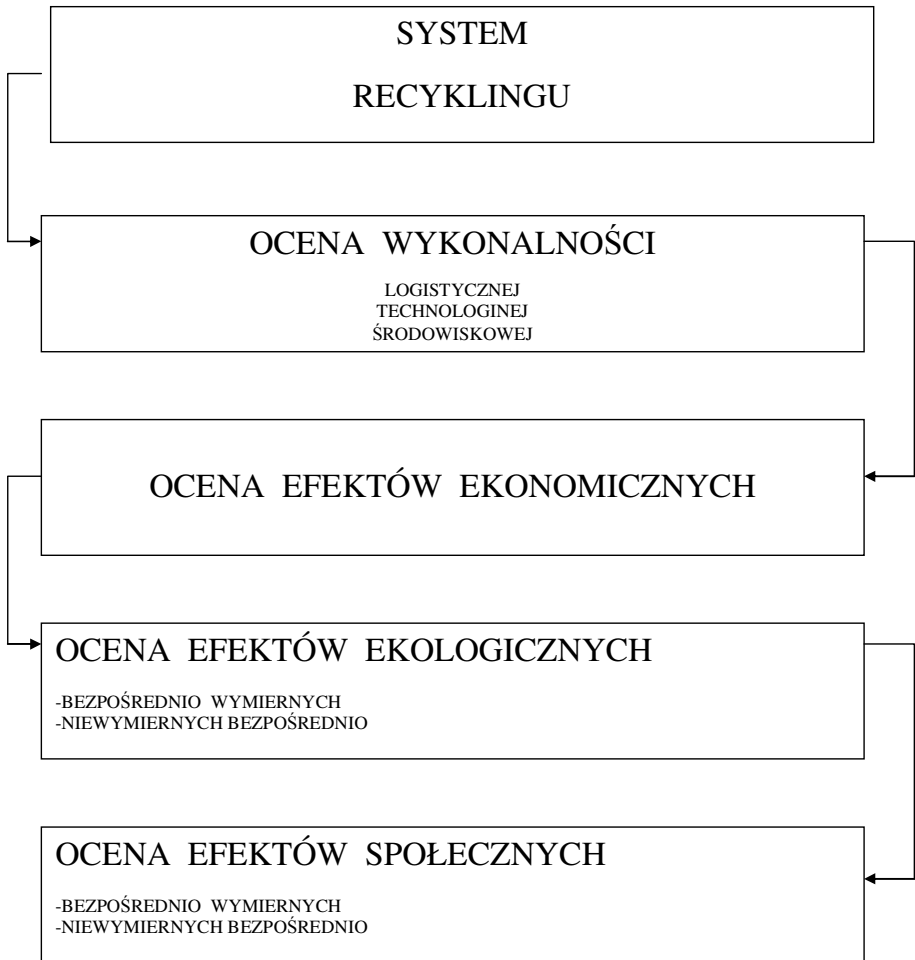 SYSTEM
RECYKLINGU
OCENA WYKONALNOŚCI
LOGISTYCZNEJ
TECHNOLOGINEJ
ŚRODOWISKOWEJ
OCENA EFEKTÓW EKONOMICZNYCH
OCENA EFEKTÓW EKOLOGICZNYCH
-BEZPOŚREDNIO WYMIERNYCH
-NIEWYMIERNYCH BEZPOŚREDNIO
OCENA EFEKTÓW SPOŁECZNYCH
-BEZPOŚREDNIO WYMIERNYCH
-NIEWYMIERNYCH BEZPOŚREDNIO